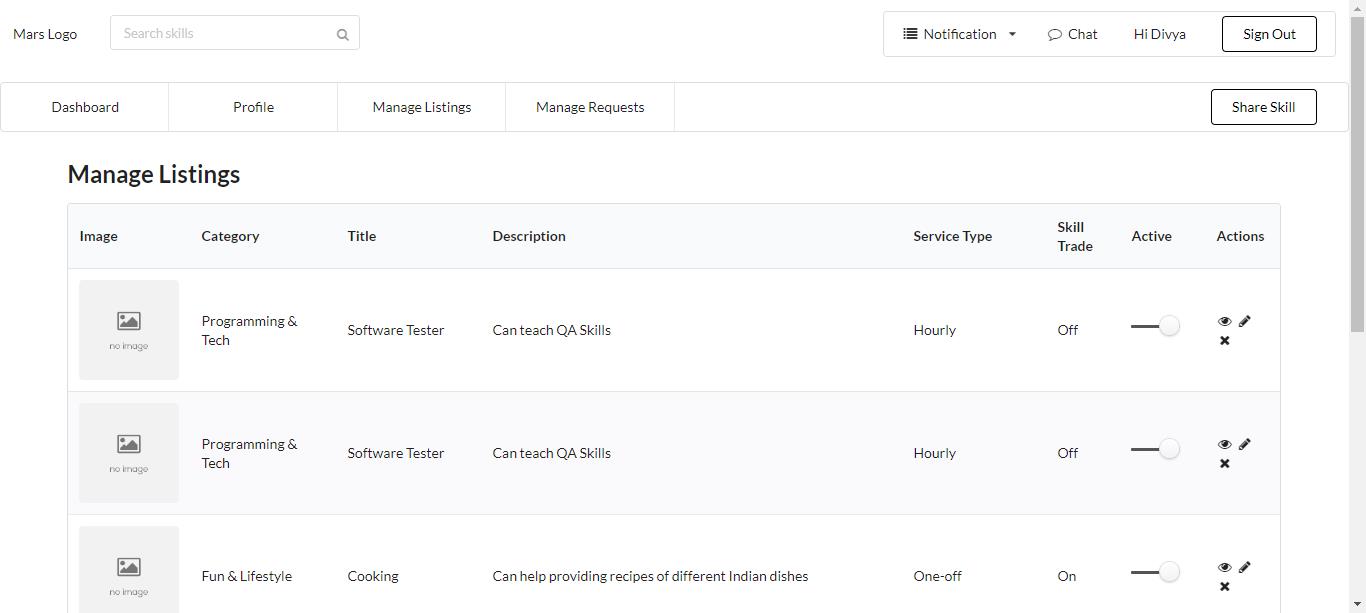 Mars Logo
Search skills
Notification
Chat
Hi Divya
Sign Out
Dashboard
Profile
Manage Listings
Manage Requests
Share Skill
Manage Listings
Image
Category
Title
Description
Service Type
Skill
Trade
Active
Actions
no image
Programming &
Tech
Software Tester
Can teach QA Skills
Hourly
Off
no image
Programming &
Tech
Software Tester
Can teach QA Skills
Hourly
Off
no image
Fun & Lifestyle
Cooking
Can help providing recipes of different Indian dishes
One-off
On